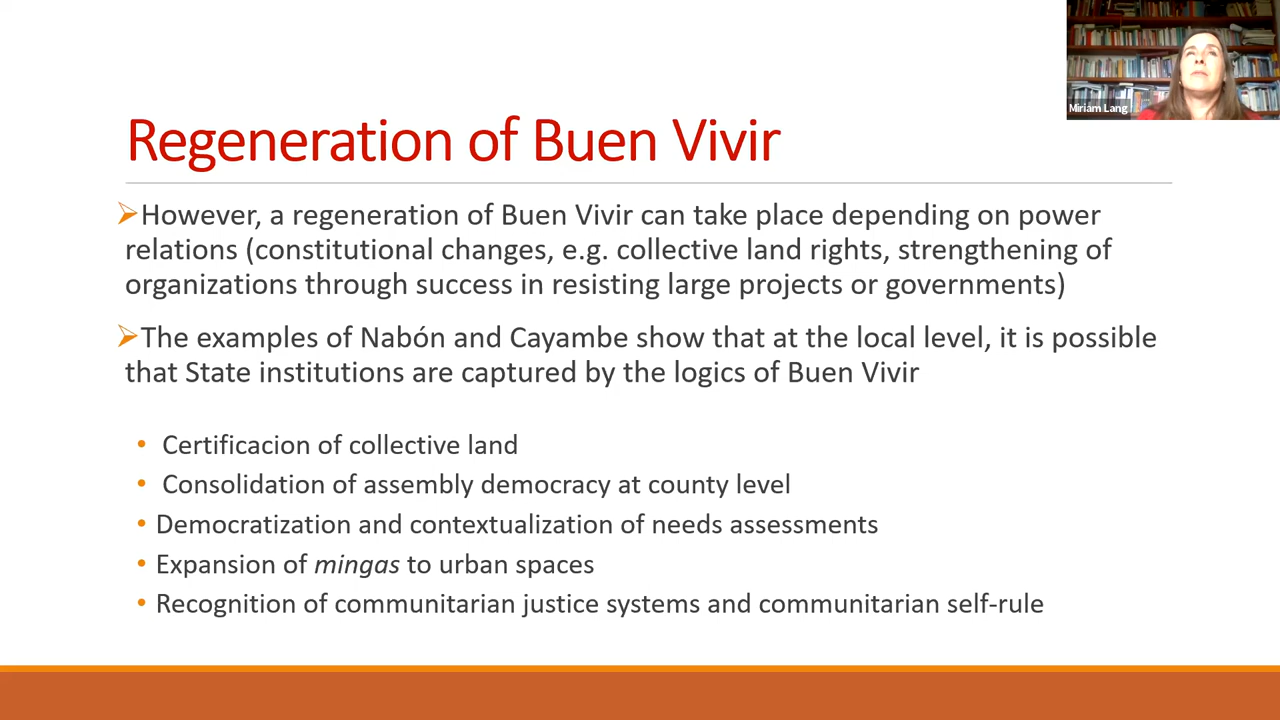 Miriam Lang
Regeneration of Buen Vivir
However, a regeneration of Buen Vivir can take place depending on power
relations (constitutional changes, e.g. collective land rights, strengthening of
organizations through success in resisting large projects or governments)
The examples of Nabón and Cayambe show that at the local level, it is possible
that State institutions are captured by the logics of Buen Vivir
• Certificacion of collective land
• Consolidation of assembly democracy at county level
• Democratization and contextualization of needs assessments
• Expansion of mingas to urban spaces
• Recognition of communitarian justice systems and communitarian self-rule